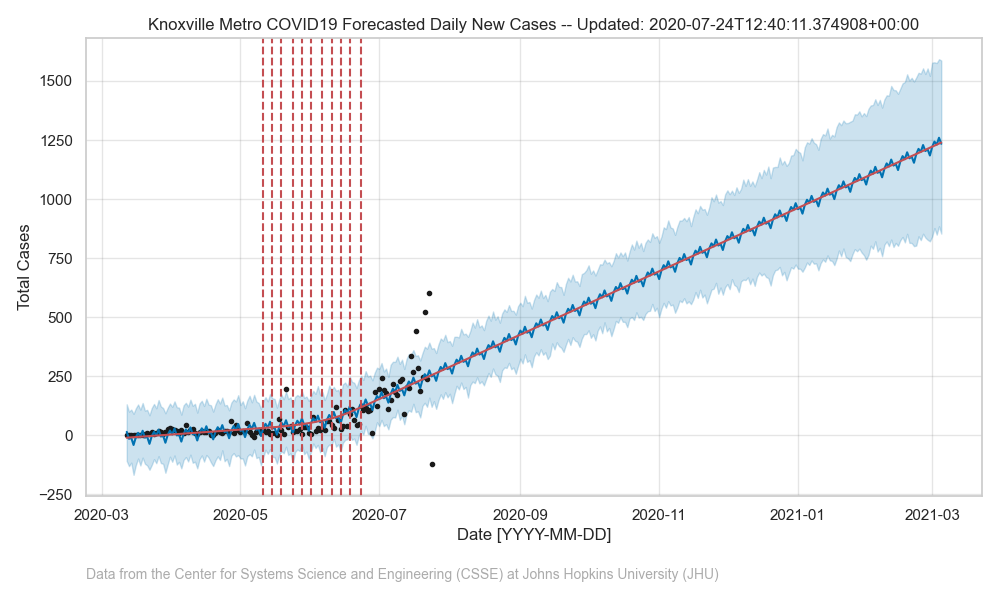 Knoxville Metro COVID19 Forecasted Daily New Cases -- Updated: 2020-07-24T12:40:11.374908+00:00
Total Cases
1500
1250
1000
750
500
250
0
−250
2020-03 2020-05 2020-07 2020-09 2020-11 2021-01 2021-03
Date [YYYY-MM-DD]
Data from the Center for Systems Science and Engineering (CSSE) at Johns Hopkins University (JHU)